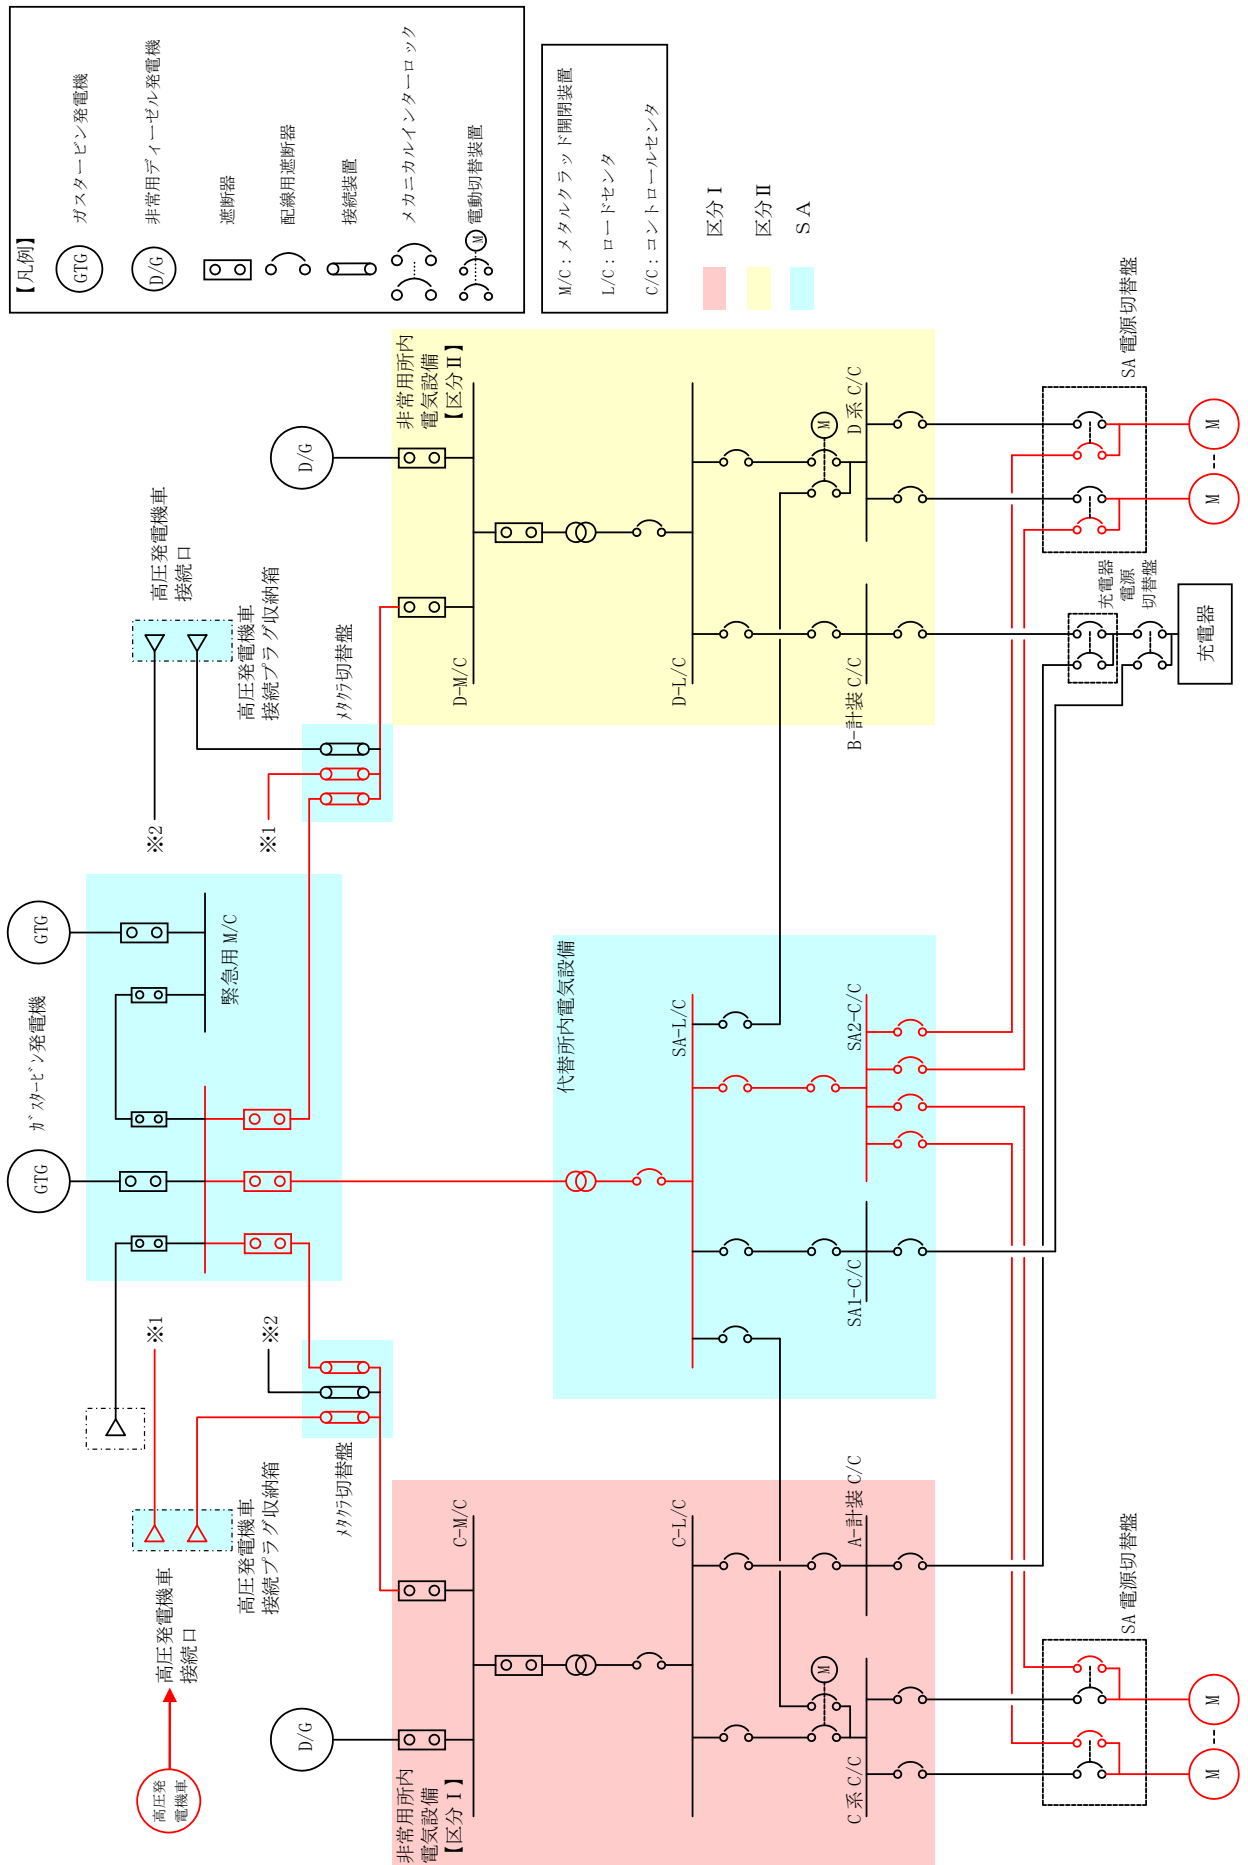 【凡例】
GTG
ガスタービン発電機
D/G
非常用ディーゼル発電機
遮断器
配線用遮断器
接続装置
メカニカルインターロック
M
電動切替装置
M/C：メタルクラッド開閉装置
L/C：ロードセンタ
C/C：コントロールセンタ
区分Ⅰ
区分Ⅱ
ＳＡ
高圧発
電機車
高圧発電機車
接続口
高圧発電機車
接続プラグ収納箱
※1
※2
メタクラ切替盤
GTG
ガスタービン発電機
GTG
緊急用 M/C
※2
※1
高圧発電機車
接続口
高圧発電機車
接続プラグ収納箱
メタクラ切替盤
D/G
非常用所内
電気設備
【区分Ⅰ】
C-M/C
C-L/C
M
C 系 C/C
A-計装 C/C
代替所内電気設備
SA-L/C
SA1-C/C
SA2-C/C
D/G
非常用所内
電気設備
【区分Ⅱ】
D-M/C
D-L/C
M
B-計装 C/C
D 系 C/C
SA 電源切替盤
M
M
充電器
電源
切替盤
充電器
SA 電源切替盤
M
M